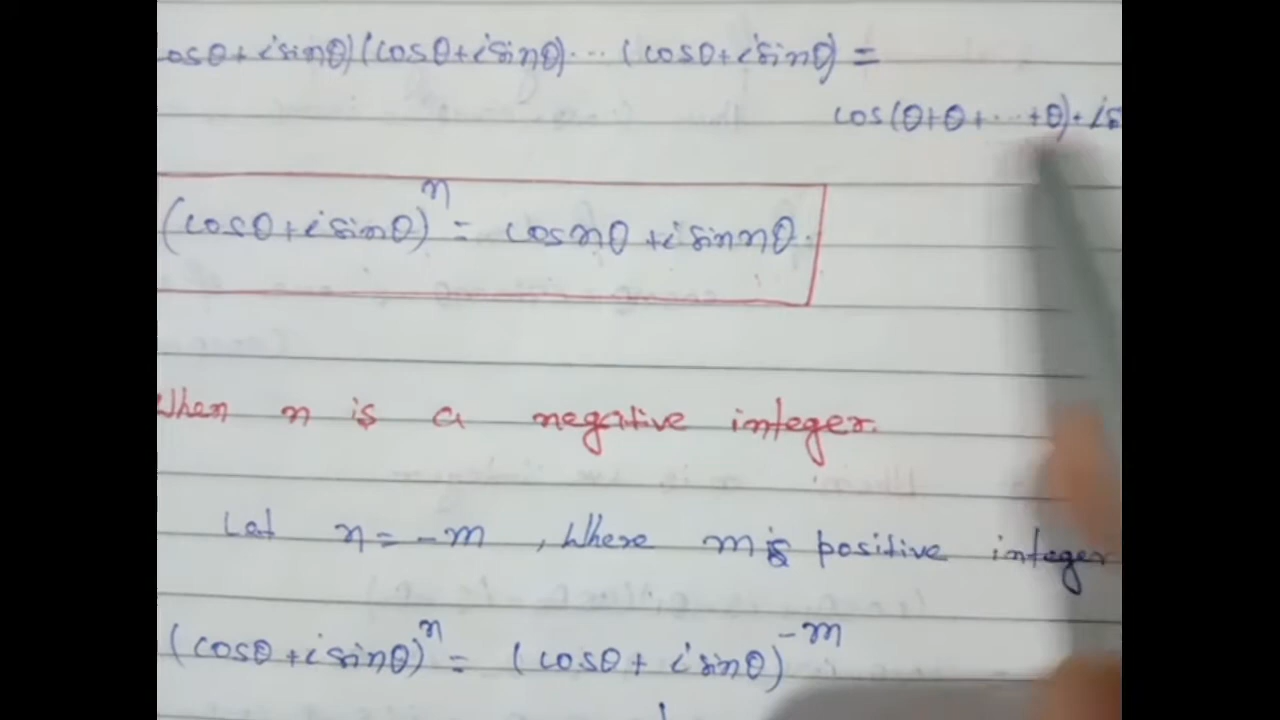 cosθ+isinθ)(cosθ+isinθ)...(cosθ+isinθ) =
cos(θ+θ+...+θ)+is
(cosθ+isinθ)ⁿ = cosnθ+isinnθ.
When n is a negative integer.
Let n=-m, Where m is positive integer
(cosθ+isinθ)ⁿ = (cosθ+ isinθ)⁻ᵐ